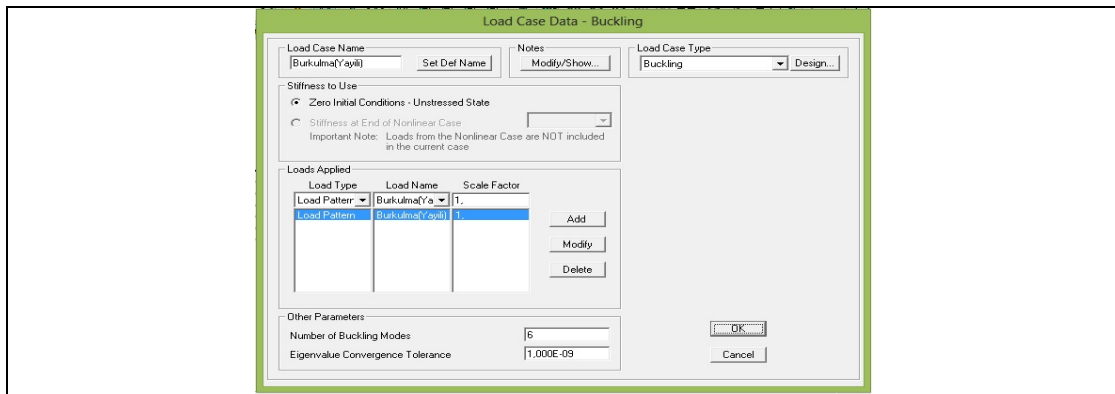 Load Case Data - Buckling
Load Case Name
Burkulma(Yayili)
Set Def Name
Notes
Modify/Show...
Load Case Type
Buckling
Design...
Stiffness to Use
Zero Initial Conditions - Unstressed State
Stiffness at End of Nonlinear Case
Important Note: Loads from the Nonlinear Case are NOT included
in the current case
Loads Applied
Load Type Load Name Scale Factor
Load Pattern Burkulma(Ya 1,
Load Pattern Burkulma(Yayili) 1,
Add
Modify
Delete
Other Parameters
Number of Buckling Modes 6
Eigenvalue Convergence Tolerance 1,000E-09
OK
Cancel